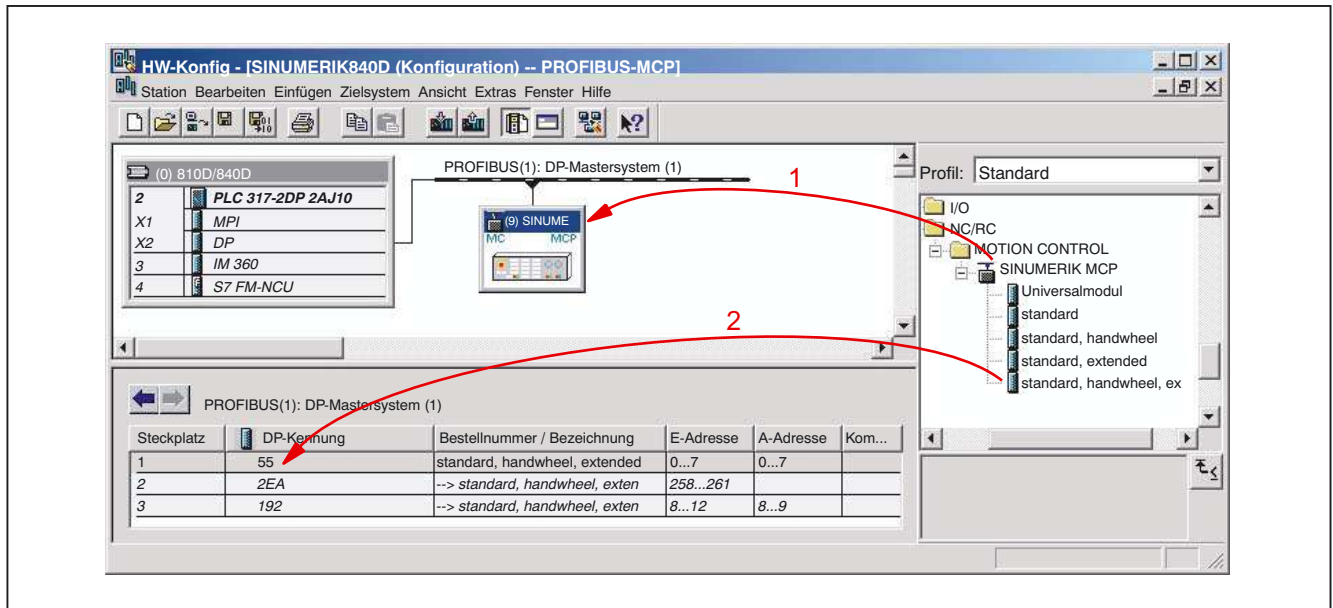 HW-Konfig - [SINUMERIK840D (Konfiguration) -- PROFIBUS-MCP]
Station Bearbeiten Einfügen Zielsystem Ansicht Extras Fenster Hilfe
(0) 810D/840D
2 PLC 317-2DP 2AJ10
X1 MPI
X2 DP
3 IM 360
4 S7 FM-NCU
PROFIBUS(1): DP-Mastersystem (1)
1
(9) SINUME
MC MCP
2
Profil: Standard
I/O
NC/RC
MOTION CONTROL
SINUMERIK MCP
Universalmodul
standard
standard, handwheel
standard, extended
standard, handwheel, ex
PROFIBUS(1): DP-Mastersystem (1)
Steckplatz DP-Kennung Bestellnummer / Bezeichnung E-Adresse A-Adresse Kom...
1 55 standard, handwheel, extended 0...7 0...7
2 2EA --> standard, handwheel, exten 258...261
3 192 --> standard, handwheel, exten 8...12 8...9